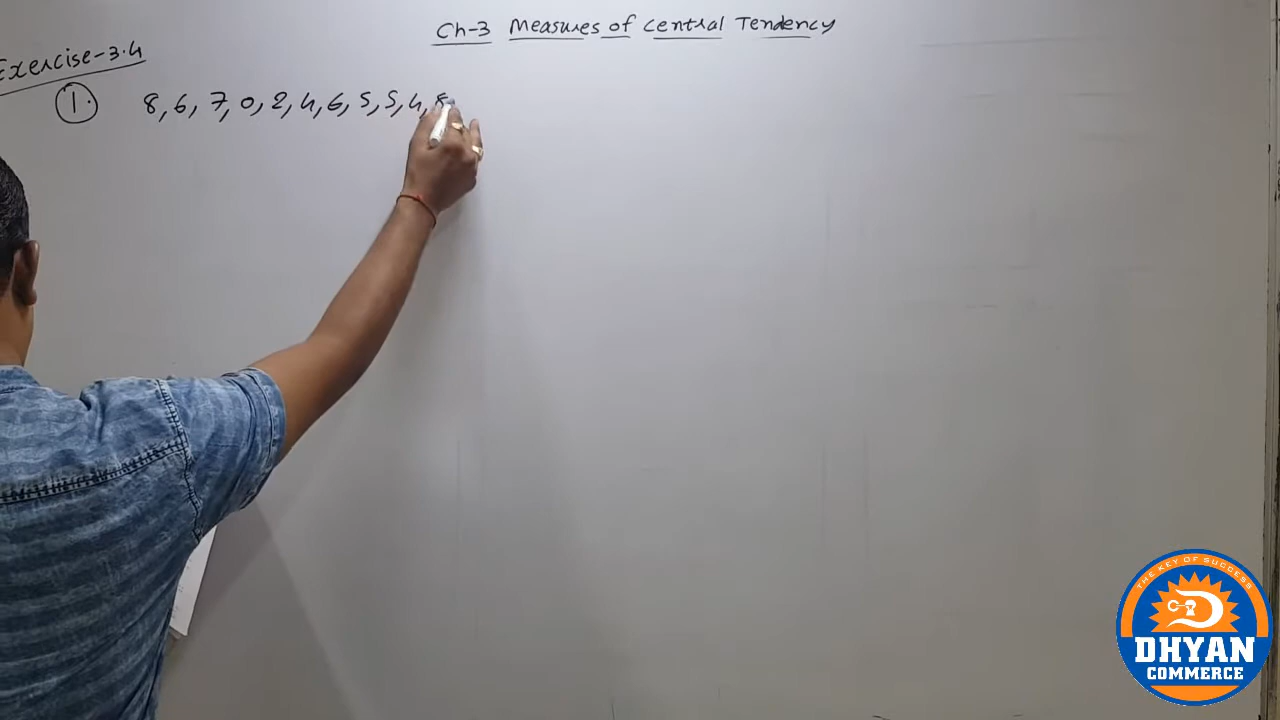 Ch-3 Measures of Central Tendency
Exercise-3.4
1. 8, 6, 7, 0, 2, 4, 6, 5, 5, 4,
THE KEY OF SUCCESS
DHYAN
COMMERCE